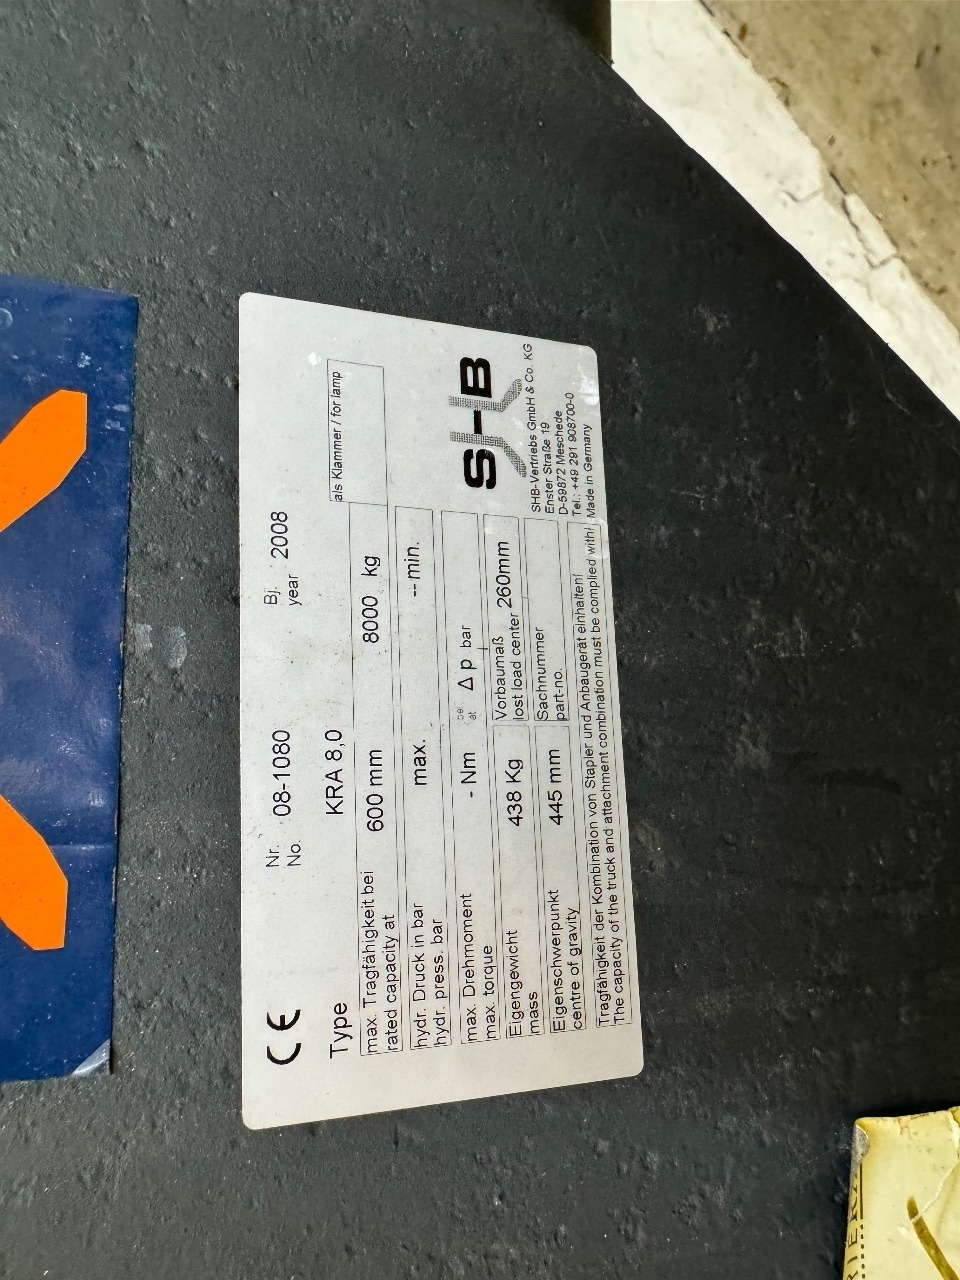 CE
Nr. 08-1080 Bj. 2008
No. year
Type KRA 8,0
als Klammer / for lamp
max. Tragfähigkeit bei 600 mm 8000 kg
rated capacity at
hydr. Druck in bar max. -- min.
hydr. press. bar
max. Drehmoment - Nm bei Δ p bar
max. torque at
Eigengewicht 438 Kg Vorbaumaß 260mm
mass lost load center
Eigenschwerpunkt 445 mm Sachnummer
centre of gravity part-no.
Tragfähigkeit der Kombination von Stapler und Anbaugerät einhalten!
The capacity of the truck and attachment combination must be complied with!
SHB
SHB-Vertriebs GmbH & Co. KG
Enster Straße 19
D-59872 Meschede
Tel.: +49 291 908700-0
Made in Germany